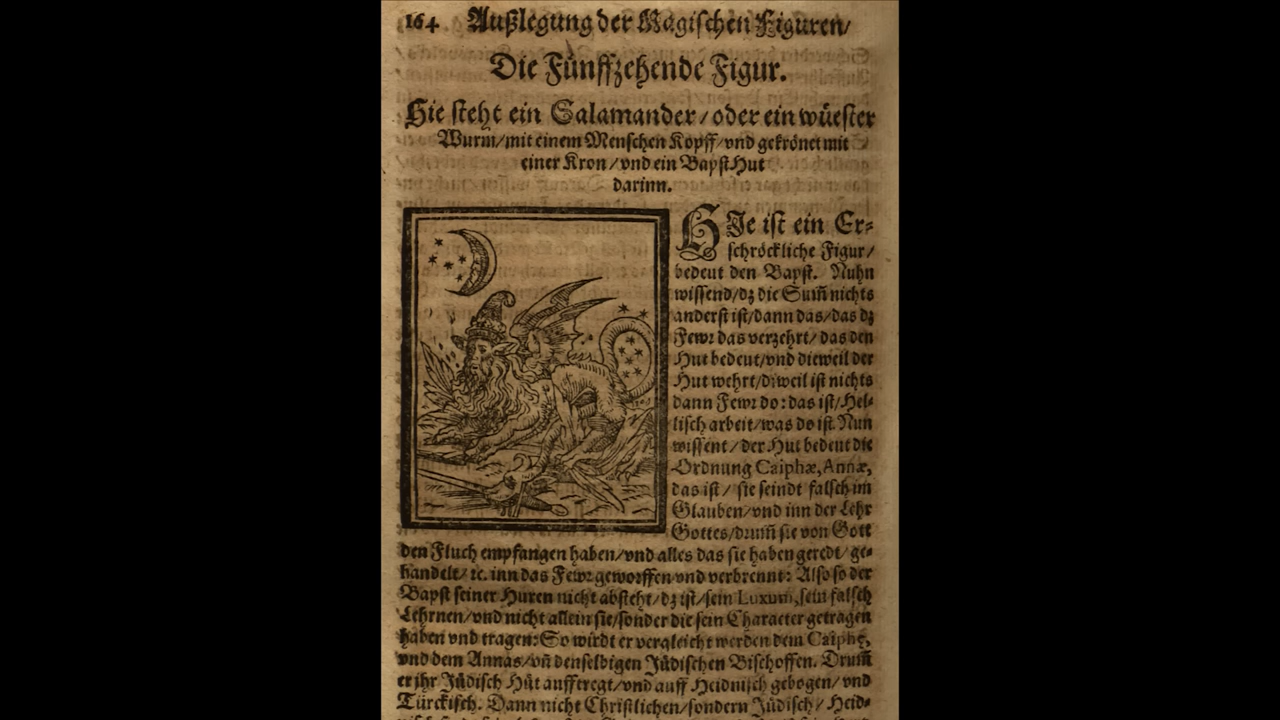 164 Außlegung der Magischen Figuren/
Die Fünffzehende Figur.
Hie steht ein Salamander/oder ein wüester
Wurm/mit einem Menschen Kopff/vnd gekrönet mit
einer Kron/vnd ein Bapst Hut
darinn.
HIe ist ein Er-
schröckliche Figur/
bedeut den Bapst. Nuhn
wissend/dz die Sum̄ nichts
anderst ist/dann das/das dz
Fewr das verzehrt/das den
Hut bedeut/vnd dieweil der
Hut wehrt/dweil ist nichts
dann Fewr do: das ist/Hel-
lisch arbeit/was do ist. Nun
wissent/der Hut bedeut die
Ordnung Caiphæ, Annæ,
das ist/sie seindt falsch im
Glauben/vnd inn der Lehr
Gottes/drum̄ sie von Gott
den Fluch empfangen haben/vnd alles das sie haben geredt/ge-
handelt/ꝛc. inn das Fewr geworffen vnd verbrennt: Also so der
Bapst seiner Huren nicht absteht/dz ist/sein Luxum, sein falsch
Lehrnen/vnd nicht allein sie/sonder die sein Character getragen
haben vnd tragen: So wirdt er vergleicht werden dem Caiphę,
vnd dem Annas/vn̄ denselbigen Jüdischen Bischoffen. Drum̄
er ihr Jüdisch Hüt auffregt/vnd auff Heidnisch gebogen/vnd
Türckisch. Dann nicht Christlichen/sondern Jüdisch/Heid-